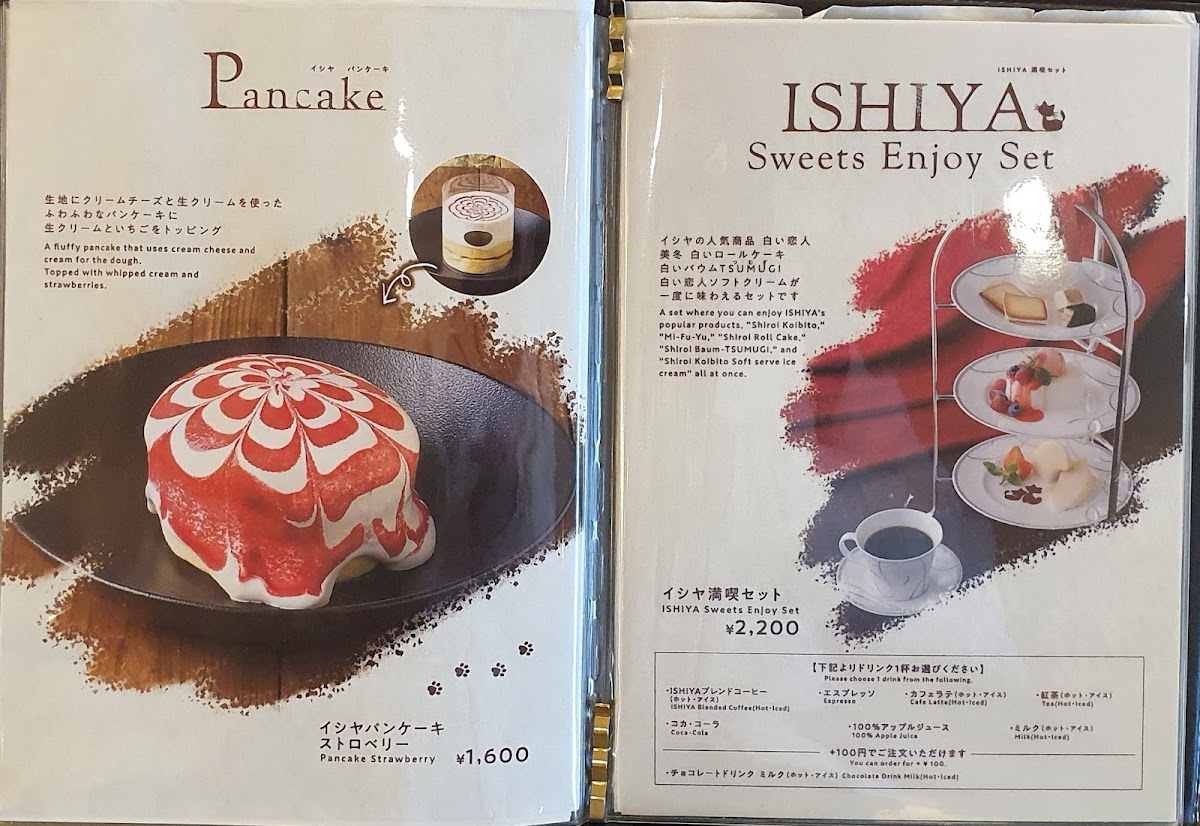 イシヤ パンケーキ
Pancake
生地にクリームチーズと生クリームを使った
ふわふわなパンケーキに
生クリームといちごをトッピング
A fluffy pancake that uses cream cheese and
cream for the dough.
Topped with whipped cream and
strawberries.
イシヤパンケーキ
ストロベリー
Pancake Strawberry ¥1,600
ISHIYA 満喫セット
ISHIYA
Sweets Enjoy Set
イシヤの人気商品 白い恋人
美冬 白いロールケーキ
白いバウムTSUMUGI
白い恋人ソフトクリームが
一度に味わえるセットです
A set where you can enjoy ISHIYA's
popular products, "Shiroi Koibito,"
"Mi-Fu-Yu," "Shiroi Roll Cake,"
"Shiroi Baum-TSUMUGI," and
"Shiroi Koibito Soft serve ice
cream" all at once.
イシヤ満喫セット
ISHIYA Sweets Enjoy Set
¥2,200
【下記よりドリンク1杯お選びください】
Please choose 1 drink from the following.
・ISHIYAブレンドコーヒー
(ホット・アイス)
ISHIYA Blended Coffee(Hot・Iced)
・エスプレッソ
Espresso
・カフェラテ(ホット・アイス)
Cafe Latte(Hot・Iced)
・紅茶(ホット・アイス)
Tea(Hot・Iced)
・コカ・コーラ
Coca-Cola
・100%アップルジュース
100% Apple Juice
・ミルク(ホット・アイス)
Milk(Hot・Iced)
+100円でご注文いただけます
You can order for +￥100.
・チョコレートドリンク ミルク(ホット・アイス) Chocolate Drink Milk(Hot・Iced)